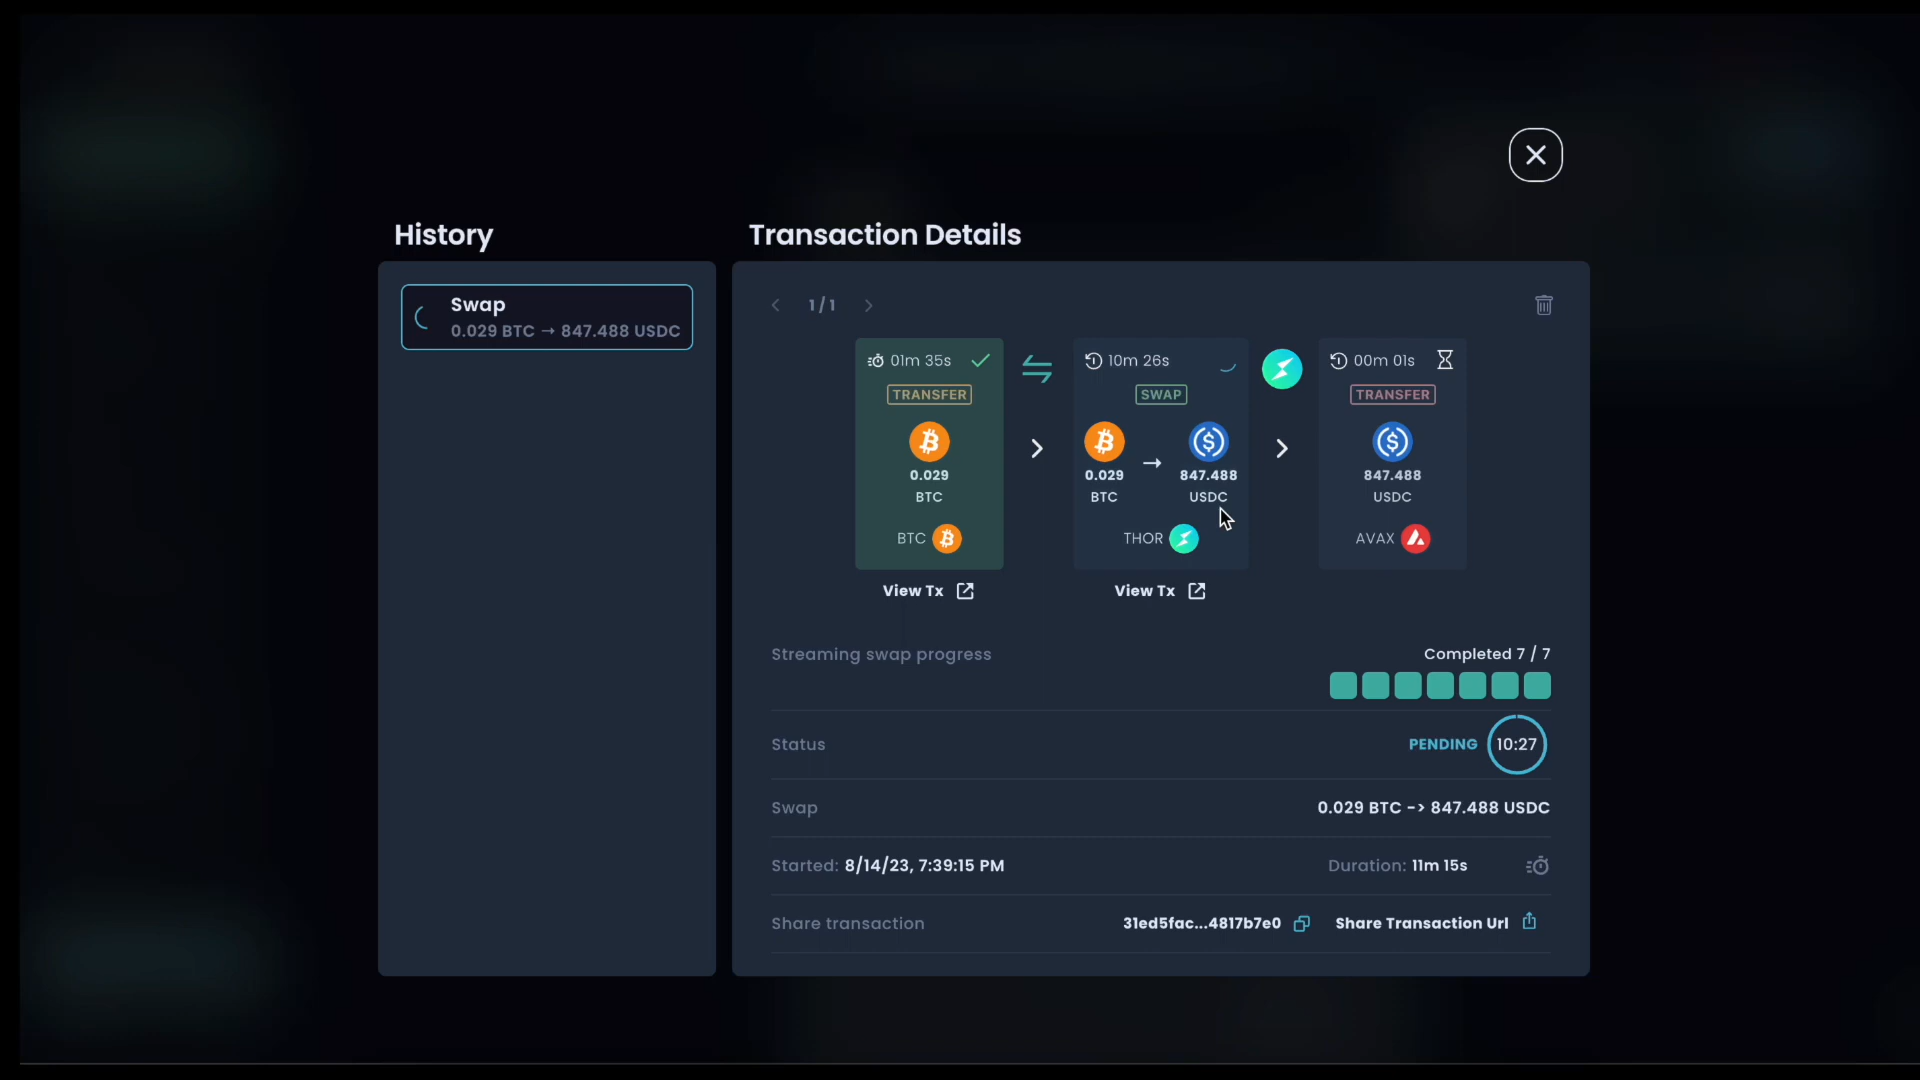 History
Swap
0.029 BTC → 847.488 USDC
Transaction Details
1 / 1
01m 35s
TRANSFER
0.029
BTC
BTC
View Tx
10m 26s
SWAP
0.029 → 847.488
BTC USDC
THOR
View Tx
00m 01s
TRANSFER
847.488
USDC
AVAX
Streaming swap progress
Completed 7 / 7
Status
PENDING 10:27
Swap
0.029 BTC -> 847.488 USDC
Started: 8/14/23, 7:39:15 PM
Duration: 11m 15s
Share transaction
31ed5fac...4817b7e0
Share Transaction Url